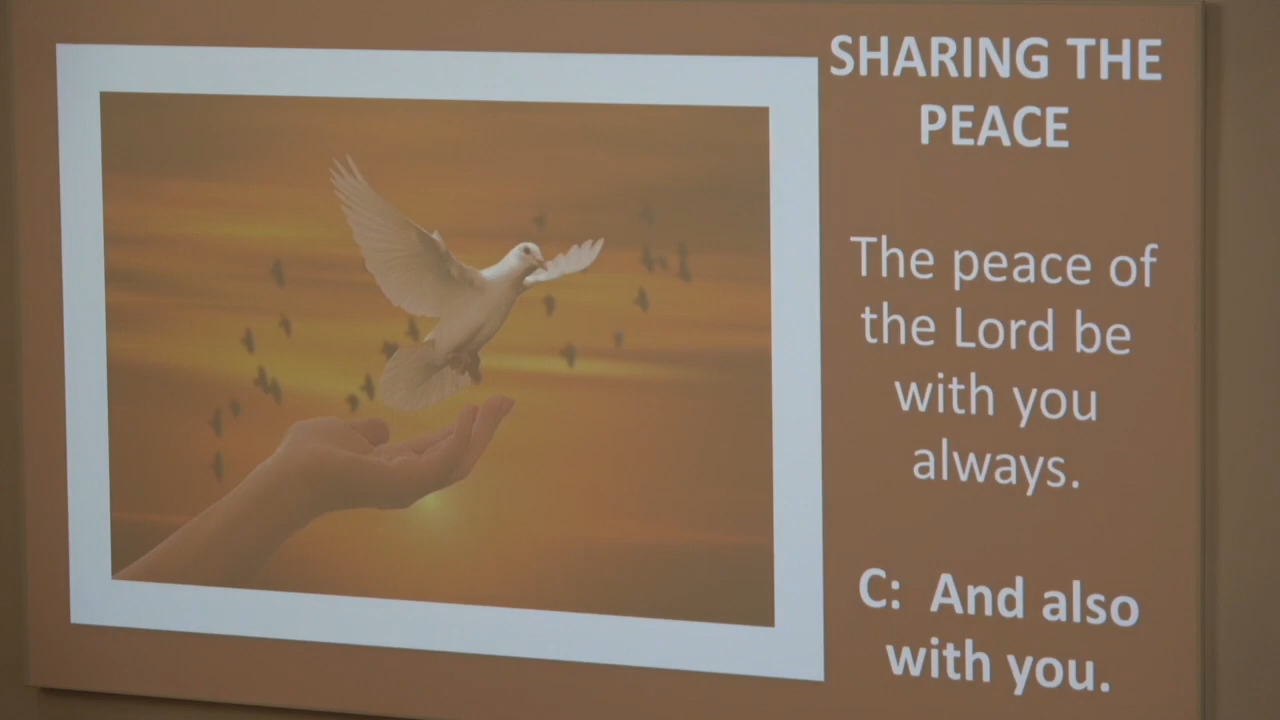 SHARING THE
PEACE
The peace of
the Lord be
with you
always.
C: And also
with you.